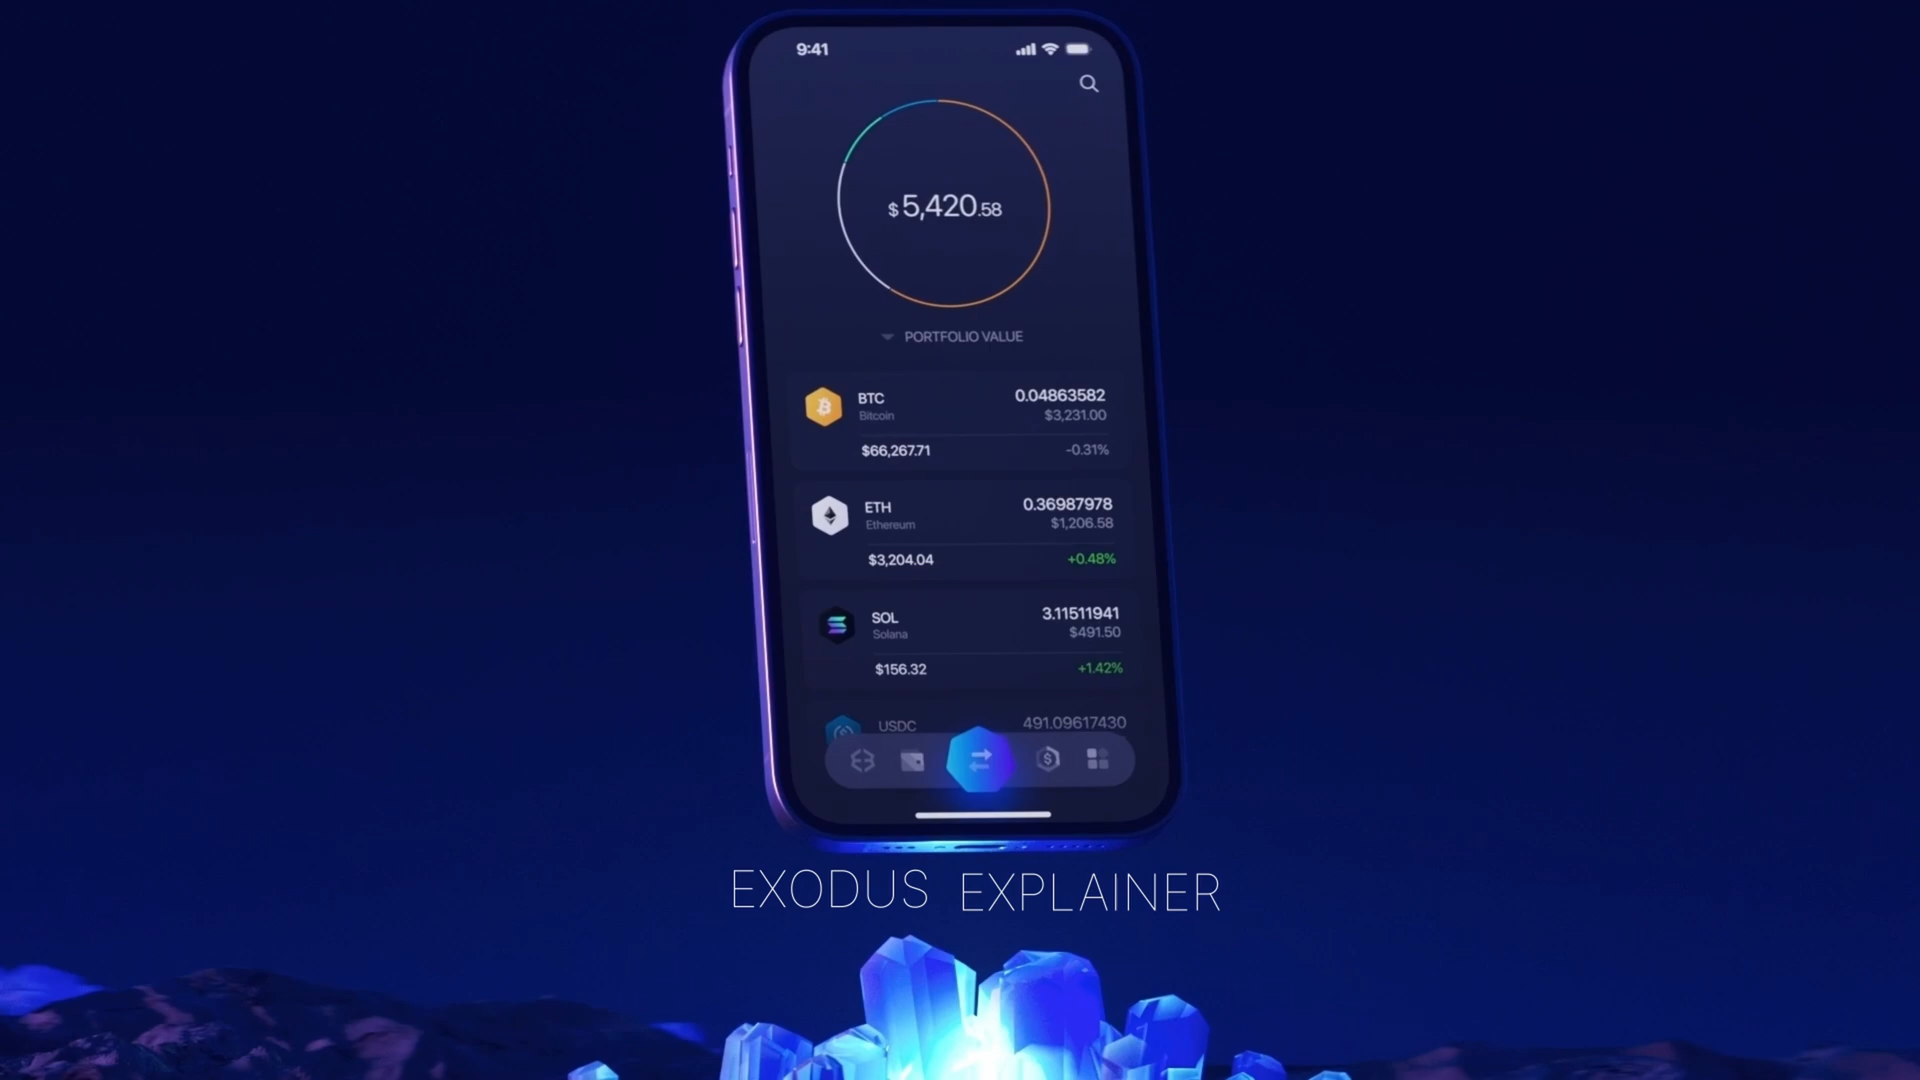 9:41
$5,420.58
PORTFOLIO VALUE
BTC 0.04863582
Bitcoin $3,231.00
$66,267.71 -0.31%
ETH 0.36987978
Ethereum $1,206.58
$3,204.04 +0.48%
SOL 3.11511941
Solana $491.50
$156.32 +1.42%
USDC 491.09617430
EXODUS EXPLAINER